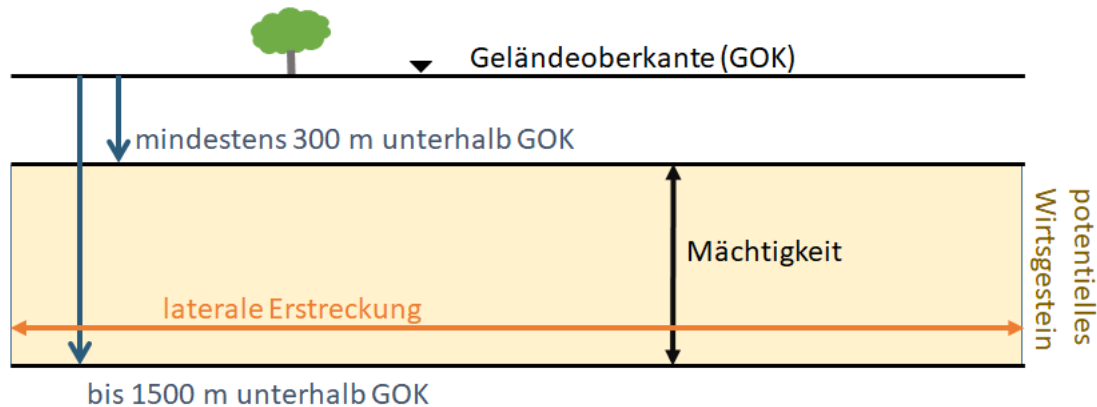 Geländeoberkante (GOK)
mindestens 300 m unterhalb GOK
Mächtigkeit
laterale Erstreckung
potentielles
Wirtsgestein
bis 1500 m unterhalb GOK